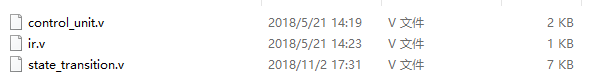 control_unit.v 2018/5/21 14:19 V 文件 2 KB
ir.v 2018/5/21 14:23 V 文件 1 KB
state_transition.v 2018/11/2 17:31 V 文件 7 KB